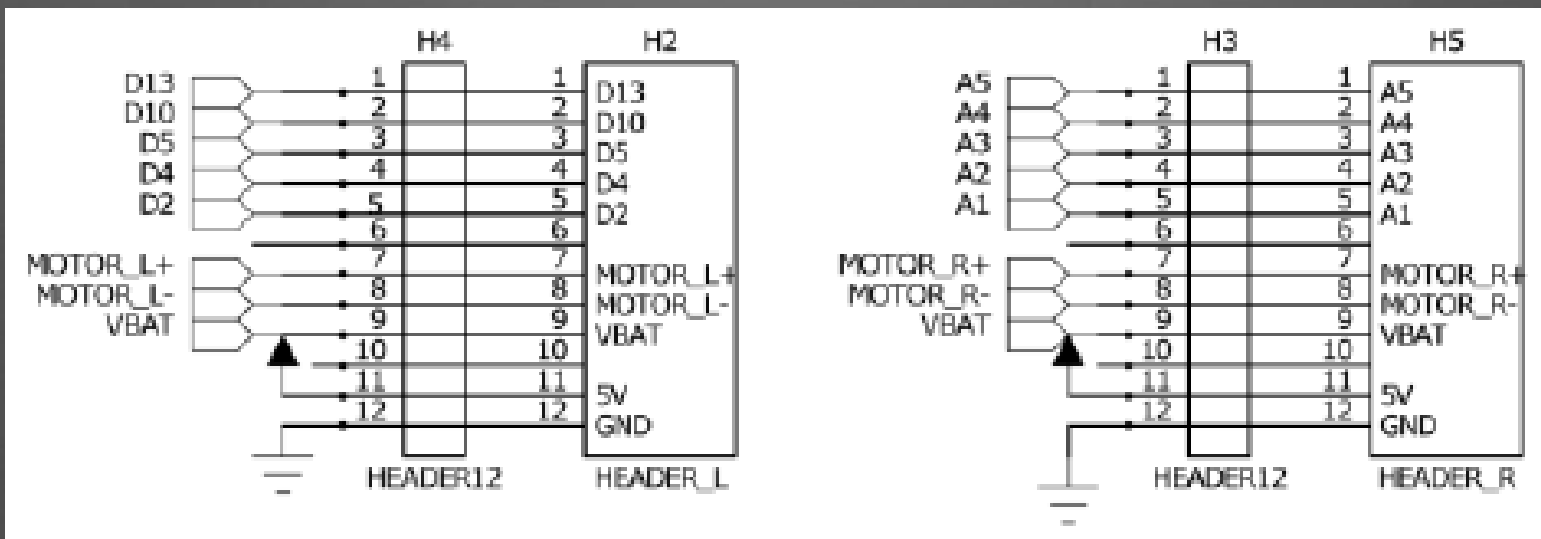 H4 H2
D13 1 1 D13
D10 2 2 D10
D5 3 3 D5
D4 4 4 D4
D2 5 5 D2
6 6
MOTOR_L+ 7 7 MOTOR_L+
MOTOR_L- 8 8 MOTOR_L-
VBAT 9 9 VBAT
10 10
11 11 5V
12 12 GND
HEADER12 HEADER_L
H3 H5
A5 1 1 A5
A4 2 2 A4
A3 3 3 A3
A2 4 4 A2
A1 5 5 A1
6 6
MOTOR_R+ 7 7 MOTOR_R+
MOTOR_R- 8 8 MOTOR_R-
VBAT 9 9 VBAT
10 10
11 11 5V
12 12 GND
HEADER12 HEADER_R